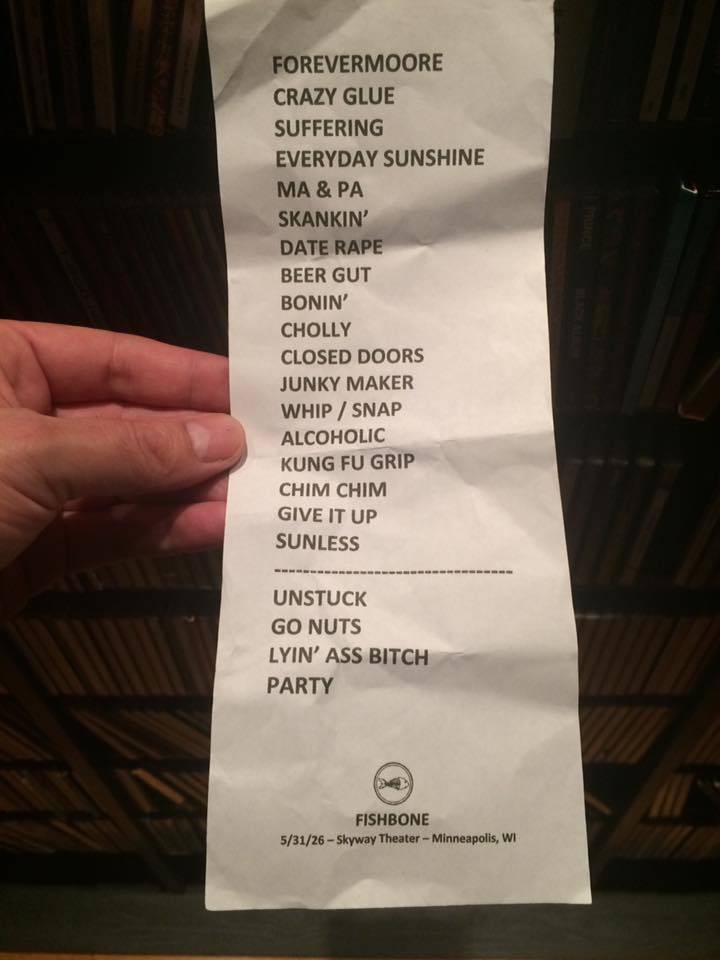 FOREVERMOORE
CRAZY GLUE
SUFFERING
EVERYDAY SUNSHINE
MA & PA
SKANKIN'
DATE RAPE
BEER GUT
BONIN'
CHOLLY
CLOSED DOORS
JUNKY MAKER
WHIP / SNAP
ALCOHOLIC
KUNG FU GRIP
CHIM CHIM
GIVE IT UP
SUNLESS
---------------------------------
UNSTUCK
GO NUTS
LYIN' ASS BITCH
PARTY
FISHBONE
5/31/26 – Skyway Theater – Minneapolis, WI